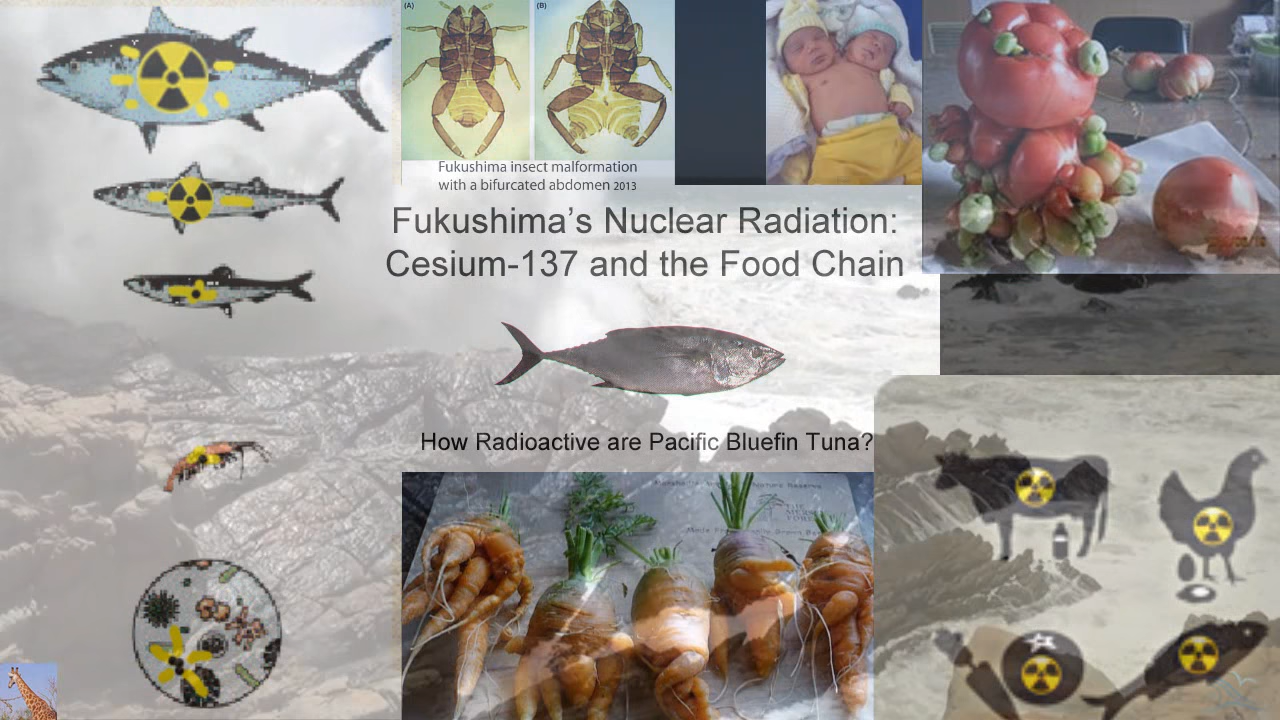 (A)
(B)
Fukushima insect malformation
with a bifurcated abdomen 2013
Fukushima's Nuclear Radiation:
Cesium-137 and the Food Chain
How Radioactive are Pacific Bluefin Tuna?